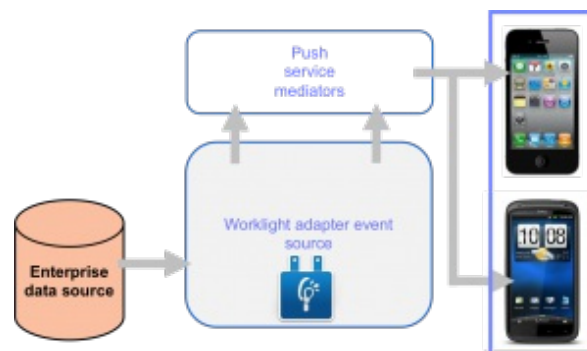 Push
service
mediators
Worklight adapter event
source
Enterprise
data source
10 08